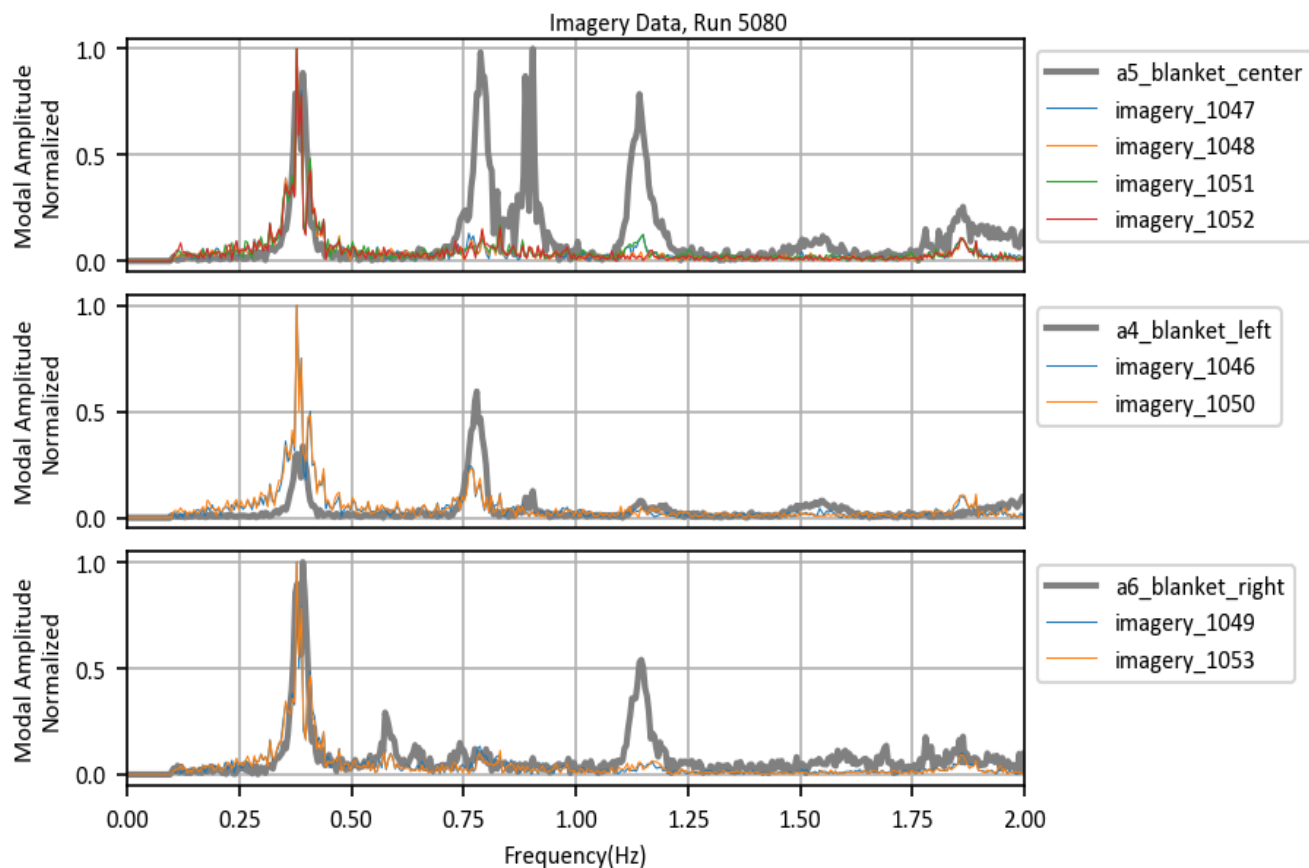 Imagery Data, Run 5080
Modal Amplitude
Normalized
1.0
0.5
0.0
a5_blanket_center
imagery_1047
imagery_1048
imagery_1051
imagery_1052
Modal Amplitude
Normalized
1.0
0.5
0.0
a4_blanket_left
imagery_1046
imagery_1050
Modal Amplitude
Normalized
1.0
0.5
0.0
a6_blanket_right
imagery_1049
imagery_1053
0.00 0.25 0.50 0.75 1.00 1.25 1.50 1.75 2.00
Frequency(Hz)